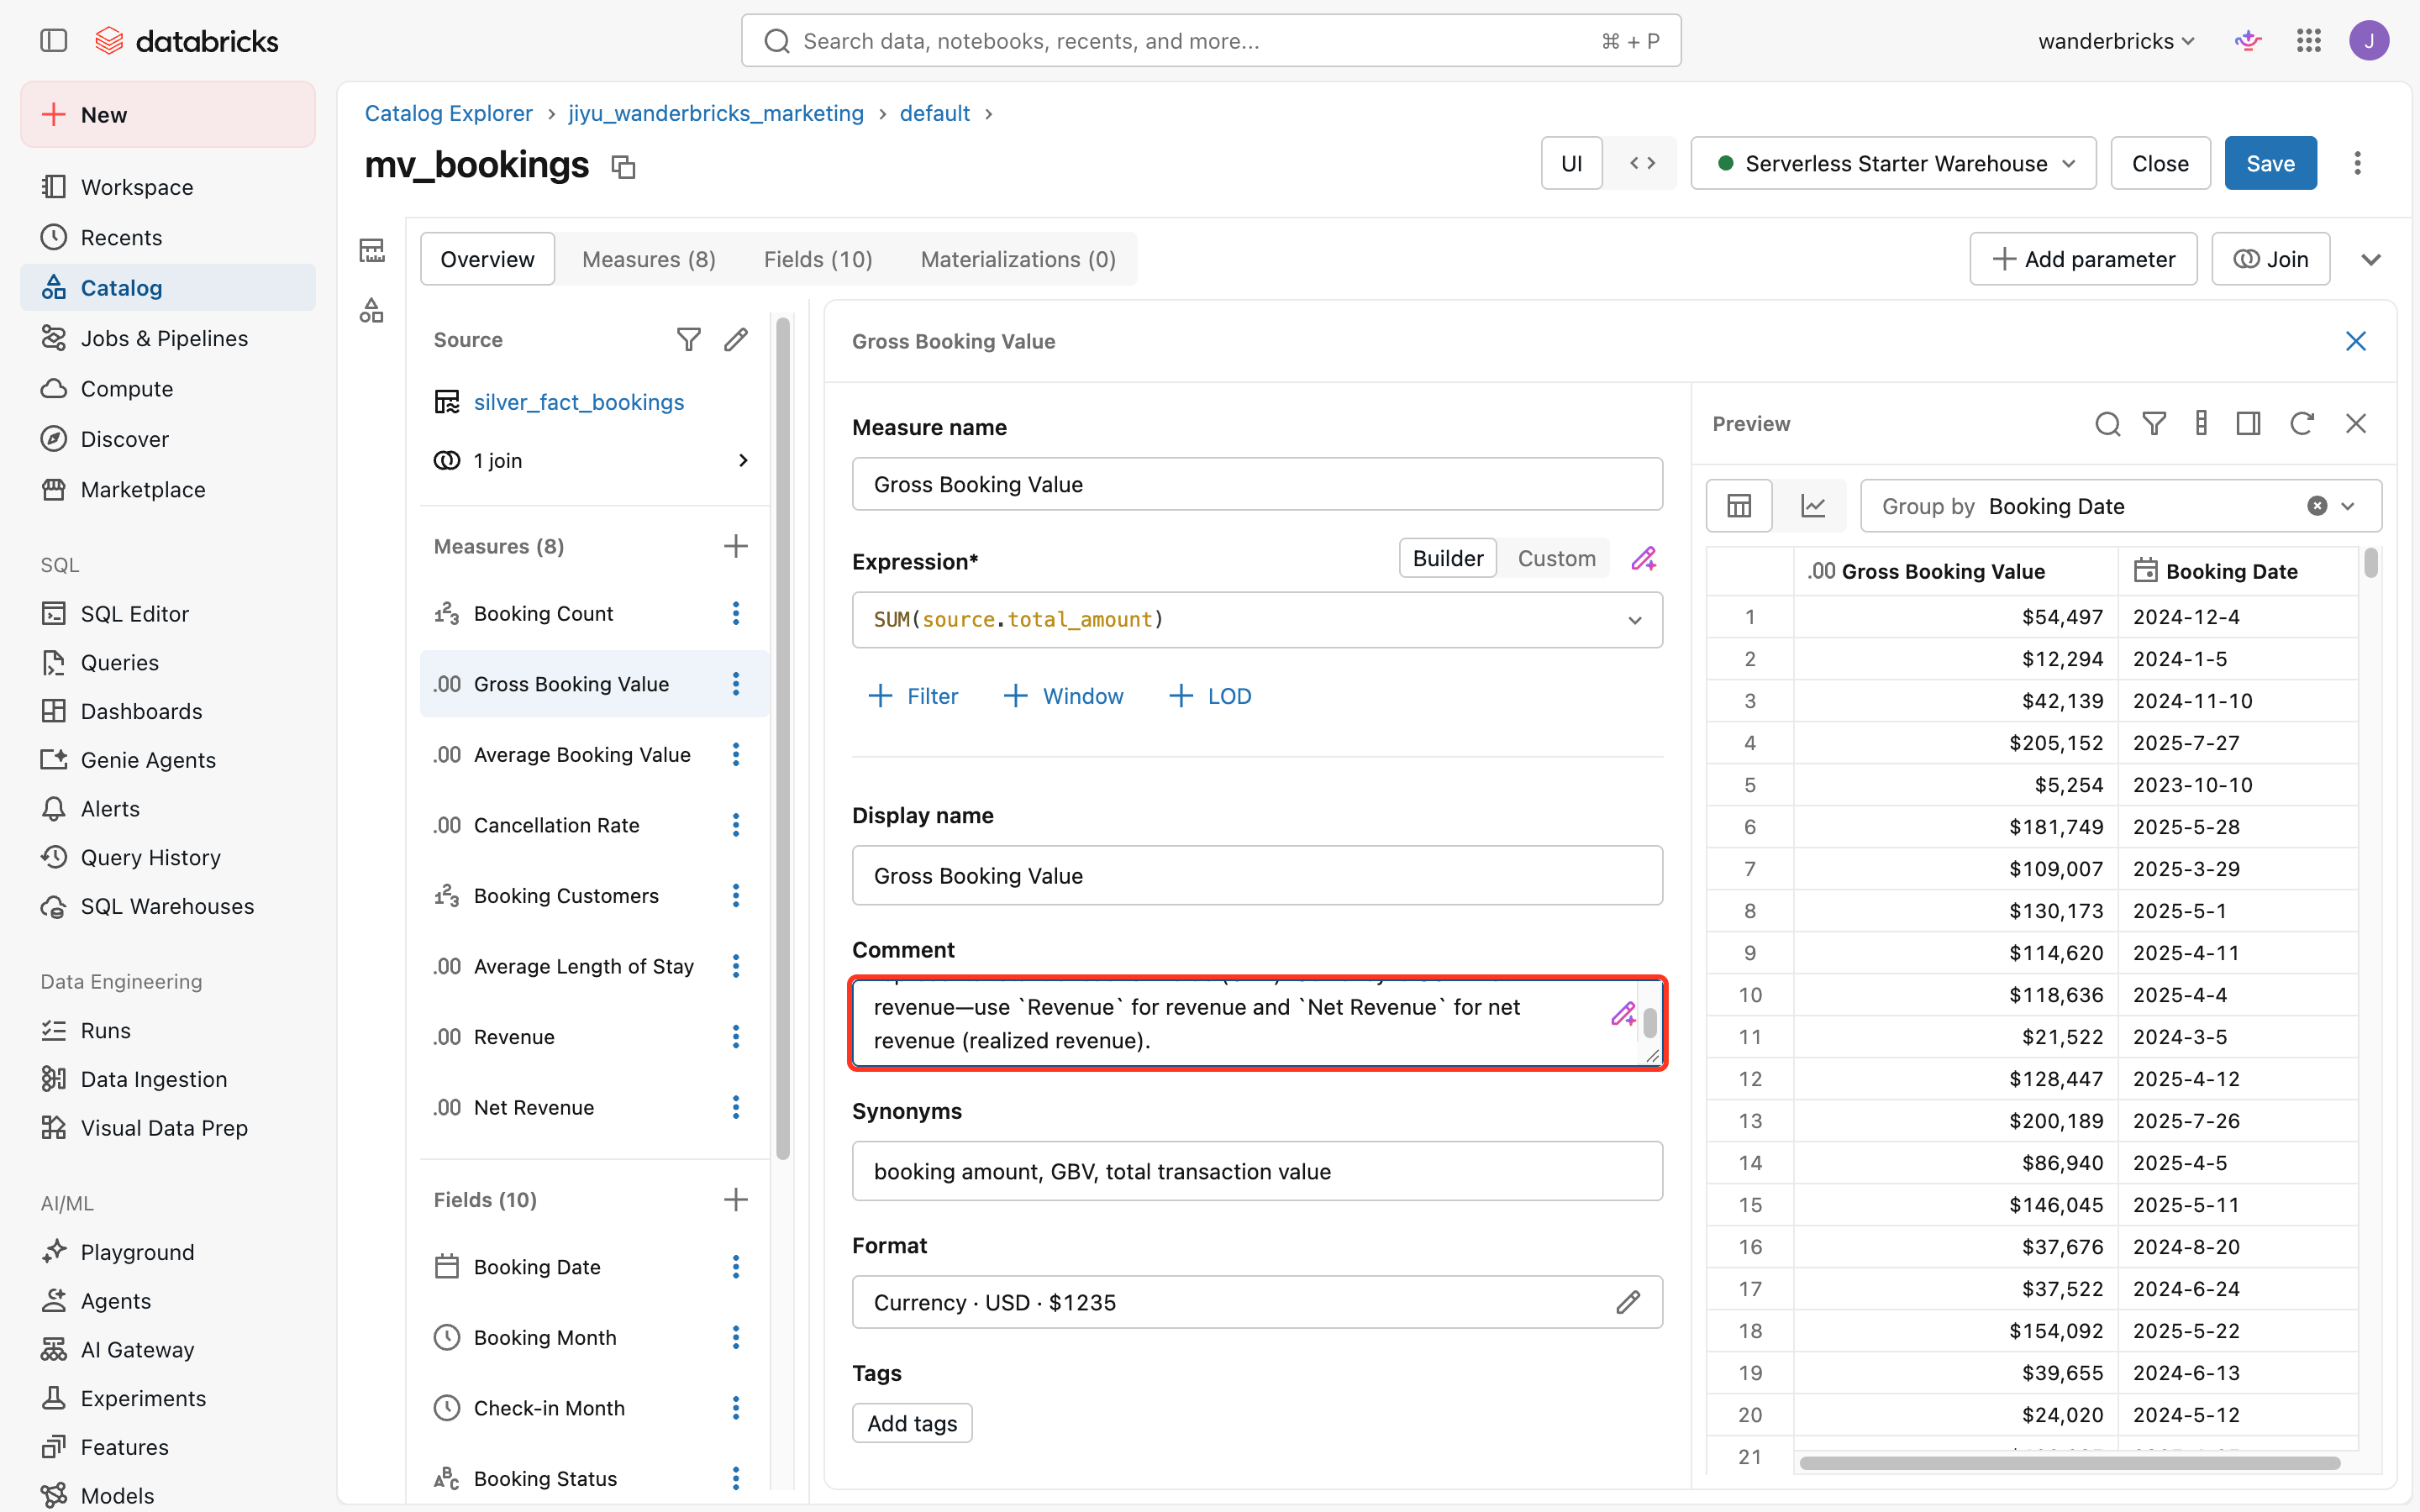 databricks
Search data, notebooks, recents, and more...
⌘ + P
wanderbricks
J
New
Workspace
Recents
Catalog
Jobs & Pipelines
Compute
Discover
Marketplace
SQL
SQL Editor
Queries
Dashboards
Genie Agents
Alerts
Query History
SQL Warehouses
Data Engineering
Runs
Data Ingestion
Visual Data Prep
AI/ML
Playground
Agents
AI Gateway
Experiments
Features
Models
Catalog Explorer › jiyu_wanderbricks_marketing › default ›
mv_bookings
UI
< >
Serverless Starter Warehouse
Close
Save
Overview
Measures (8)
Fields (10)
Materializations (0)
Add parameter
Join
Source
silver_fact_bookings
1 join
Measures (8)
Booking Count
.00 Gross Booking Value
.00 Average Booking Value
.00 Cancellation Rate
Booking Customers
.00 Average Length of Stay
.00 Revenue
.00 Net Revenue
Fields (10)
Booking Date
Booking Month
Check-in Month
Booking Status
Gross Booking Value
Measure name
Gross Booking Value
Expression*
Builder
Custom
SUM(source.total_amount)
Filter
Window
LOD
Display name
Gross Booking Value
Comment
revenue—use `Revenue` for revenue and `Net Revenue` for net
revenue (realized revenue).
Synonyms
booking amount, GBV, total transaction value
Format
Currency · USD · $1235
Tags
Add tags
Preview
Group by Booking Date
.00 Gross Booking Value Booking Date
1 $54,497 2024-12-4
2 $12,294 2024-1-5
3 $42,139 2024-11-10
4 $205,152 2025-7-27
5 $5,254 2023-10-10
6 $181,749 2025-5-28
7 $109,007 2025-3-29
8 $130,173 2025-5-1
9 $114,620 2025-4-11
10 $118,636 2025-4-4
11 $21,522 2024-3-5
12 $128,447 2025-4-12
13 $200,189 2025-7-26
14 $86,940 2025-4-5
15 $146,045 2025-5-11
16 $37,676 2024-8-20
17 $37,522 2024-6-24
18 $154,092 2025-5-22
19 $39,655 2024-6-13
20 $24,020 2024-5-12
21